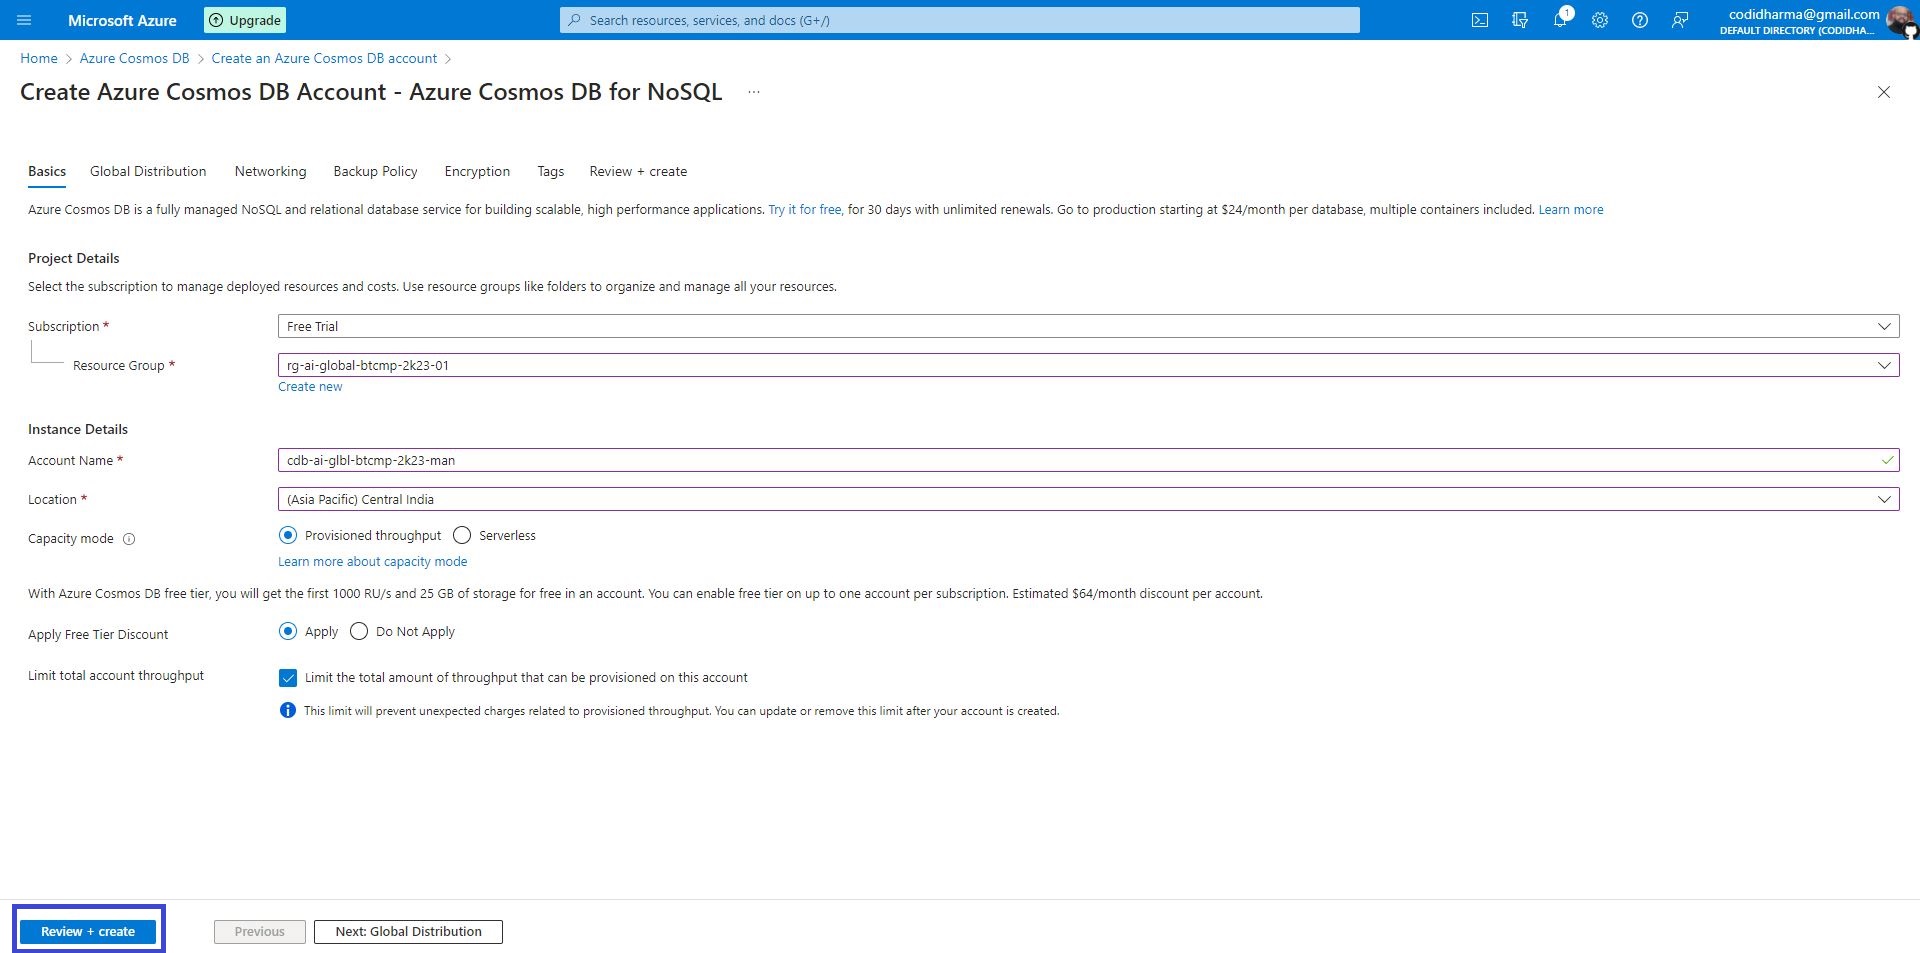 Microsoft Azure
Upgrade
Search resources, services, and docs (G+/)
1
codidharma@gmail.com
DEFAULT DIRECTORY (CODIDHA...
Home > Azure Cosmos DB > Create an Azure Cosmos DB account >
Create Azure Cosmos DB Account - Azure Cosmos DB for NoSQL ...
Basics Global Distribution Networking Backup Policy Encryption Tags Review + create
Azure Cosmos DB is a fully managed NoSQL and relational database service for building scalable, high performance applications. Try it for free, for 30 days with unlimited renewals. Go to production starting at $24/month per database, multiple containers included. Learn more
Project Details
Select the subscription to manage deployed resources and costs. Use resource groups like folders to organize and manage all your resources.
Subscription * Free Trial
Resource Group * rg-ai-global-btcmp-2k23-01
Create new
Instance Details
Account Name * cdb-ai-glbl-btcmp-2k23-man
Location * (Asia Pacific) Central India
Capacity mode Provisioned throughput Serverless
Learn more about capacity mode
With Azure Cosmos DB free tier, you will get the first 1000 RU/s and 25 GB of storage for free in an account. You can enable free tier on up to one account per subscription. Estimated $64/month discount per account.
Apply Free Tier Discount Apply Do Not Apply
Limit total account throughput Limit the total amount of throughput that can be provisioned on this account
This limit will prevent unexpected charges related to provisioned throughput. You can update or remove this limit after your account is created.
Review + create Previous Next: Global Distribution